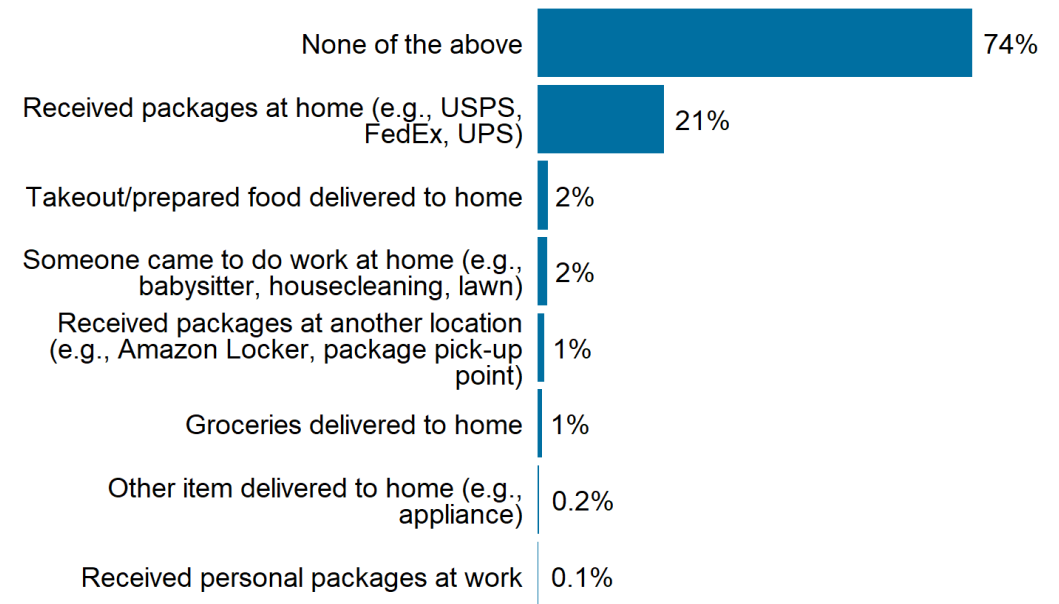 None of the above
74%
Received packages at home (e.g., USPS,
FedEx, UPS)
21%
Takeout/prepared food delivered to home
2%
Someone came to do work at home (e.g.,
babysitter, housecleaning, lawn)
2%
Received packages at another location
(e.g., Amazon Locker, package pick-up
point)
1%
Groceries delivered to home
1%
Other item delivered to home (e.g.,
appliance)
0.2%
Received personal packages at work
0.1%